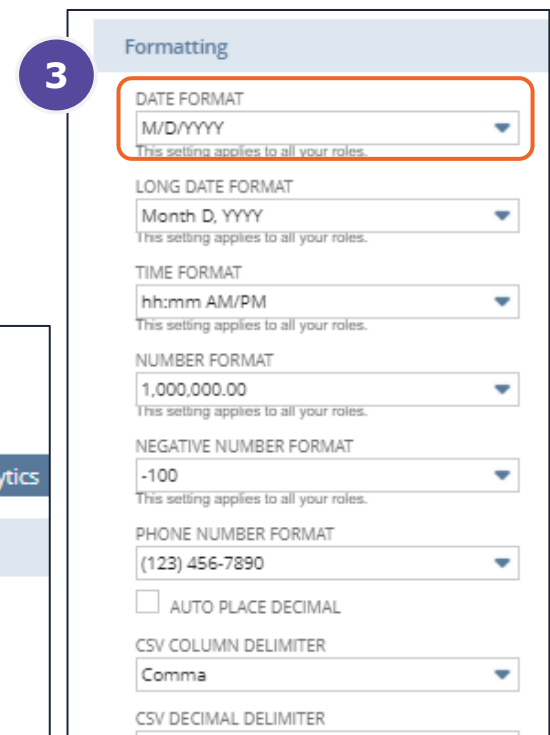 3
Formatting
DATE FORMAT
M/D/YYYY
This setting applies to all your roles.
LONG DATE FORMAT
Month D, YYYY
This setting applies to all your roles.
TIME FORMAT
hh:mm AM/PM
This setting applies to all your roles.
NUMBER FORMAT
1,000,000.00
This setting applies to all your roles.
NEGATIVE NUMBER FORMAT
-100
This setting applies to all your roles.
PHONE NUMBER FORMAT
(123) 456-7890
AUTO PLACE DECIMAL
CSV COLUMN DELIMITER
Comma
CSV DECIMAL DELIMITER
ytics